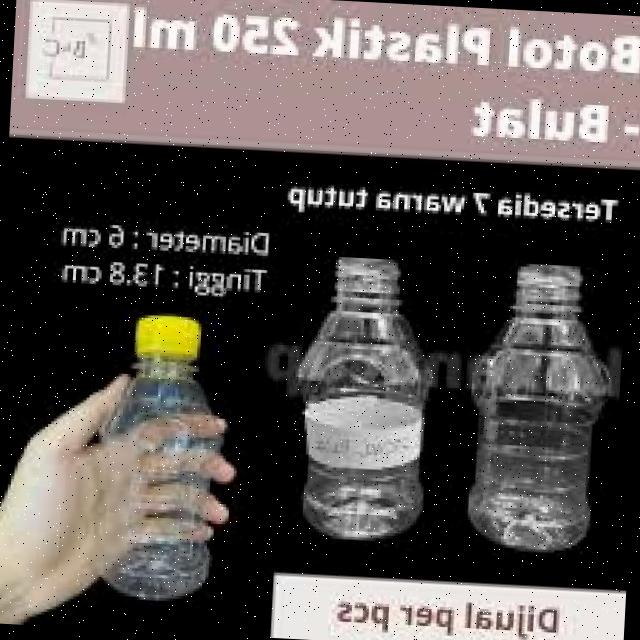 Botol Plastik 250 ml
- Bulat
B&C
Tersedia 7 warna tutup
Diameter : 6 cm
Tinggi : 13.8 cm
Dijual per pcs